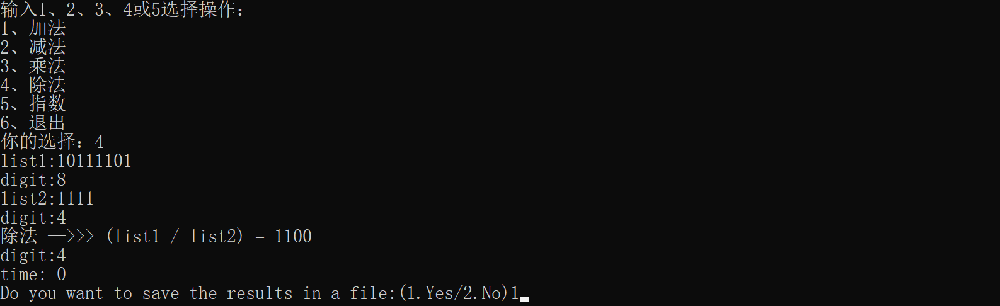 输入1、2、3、4或5选择操作：
1、加法
2、减法
3、乘法
4、除法
5、指数
6、退出
你的选择：4
list1:10111101
digit:8
list2:1111
digit:4
除法 —>>> (list1 / list2) = 1100
digit:4
time: 0
Do you want to save the results in a file:(1.Yes/2.No)1